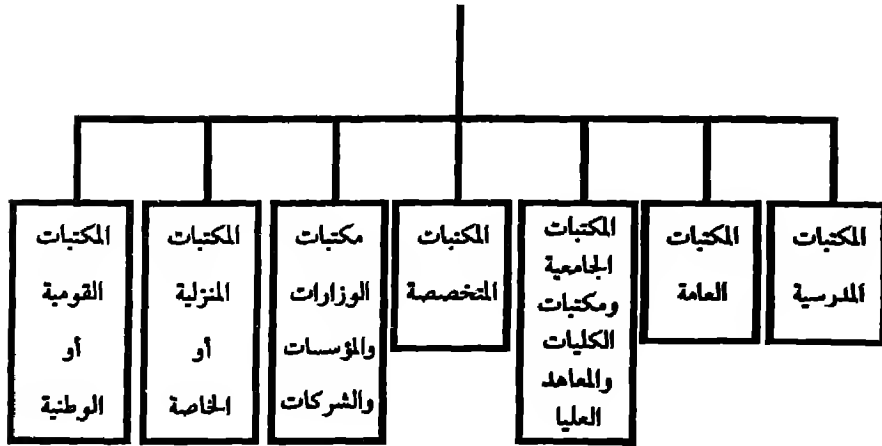 المكتبات
المدرسية
المكتبات
العامة
المكتبات
الجامعية
ومكتبات
الكليات
والمعاهد
العليا
المكتبات
المتخصصة
مكتبات
الوزارات
والمؤسسات
والشركات
المكتبات
المنزلية
أو
الخاصة
المكتبات
القومية
أو
الوطنية